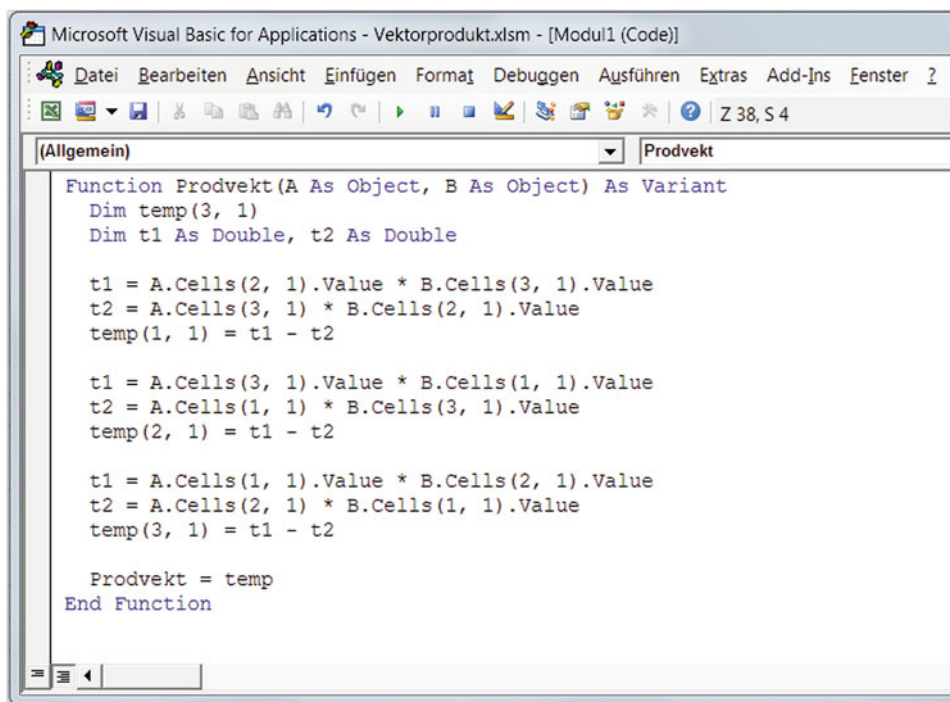 Microsoft Visual Basic for Applications - Vektorprodukt.xlsm - [Modul1 (Code)]
Datei Bearbeiten Ansicht Einfügen Format Debuggen Ausführen Extras Add-Ins Fenster ?
Z 38, S 4
(Allgemein) Prodvekt
Function Prodvekt(A As Object, B As Object) As Variant
Dim temp(3, 1)
Dim t1 As Double, t2 As Double
t1 = A.Cells(2, 1).Value * B.Cells(3, 1).Value
t2 = A.Cells(3, 1) * B.Cells(2, 1).Value
temp(1, 1) = t1 - t2
t1 = A.Cells(3, 1).Value * B.Cells(1, 1).Value
t2 = A.Cells(1, 1) * B.Cells(3, 1).Value
temp(2, 1) = t1 - t2
t1 = A.Cells(1, 1).Value * B.Cells(2, 1).Value
t2 = A.Cells(2, 1) * B.Cells(1, 1).Value
temp(3, 1) = t1 - t2
Prodvekt = temp
End Function